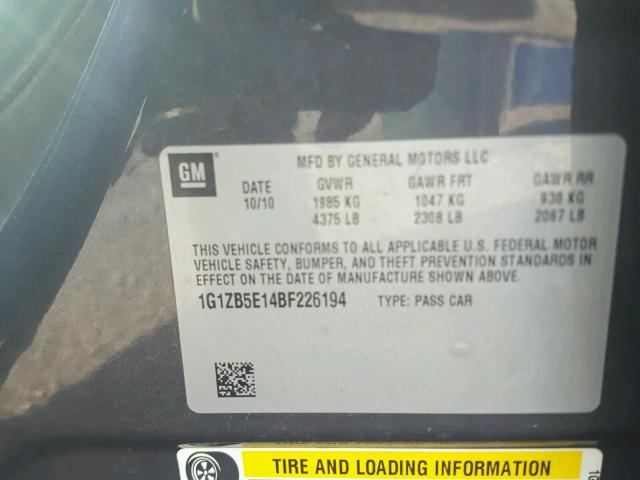 GM
MFD BY GENERAL MOTORS LLC
DATE GVWR GAWR FRT GAWR RR
10/10 1985 KG 1047 KG 938 KG
4375 LB 2308 LB 2067 LB
THIS VEHICLE CONFORMS TO ALL APPLICABLE U.S. FEDERAL MOTOR
VEHICLE SAFETY, BUMPER, AND THEFT PREVENTION STANDARDS IN
EFFECT ON THE DATE OF MANUFACTURE SHOWN ABOVE.
1G1ZB5E14BF226194 TYPE: PASS CAR
TIRE AND LOADING INFORMATION